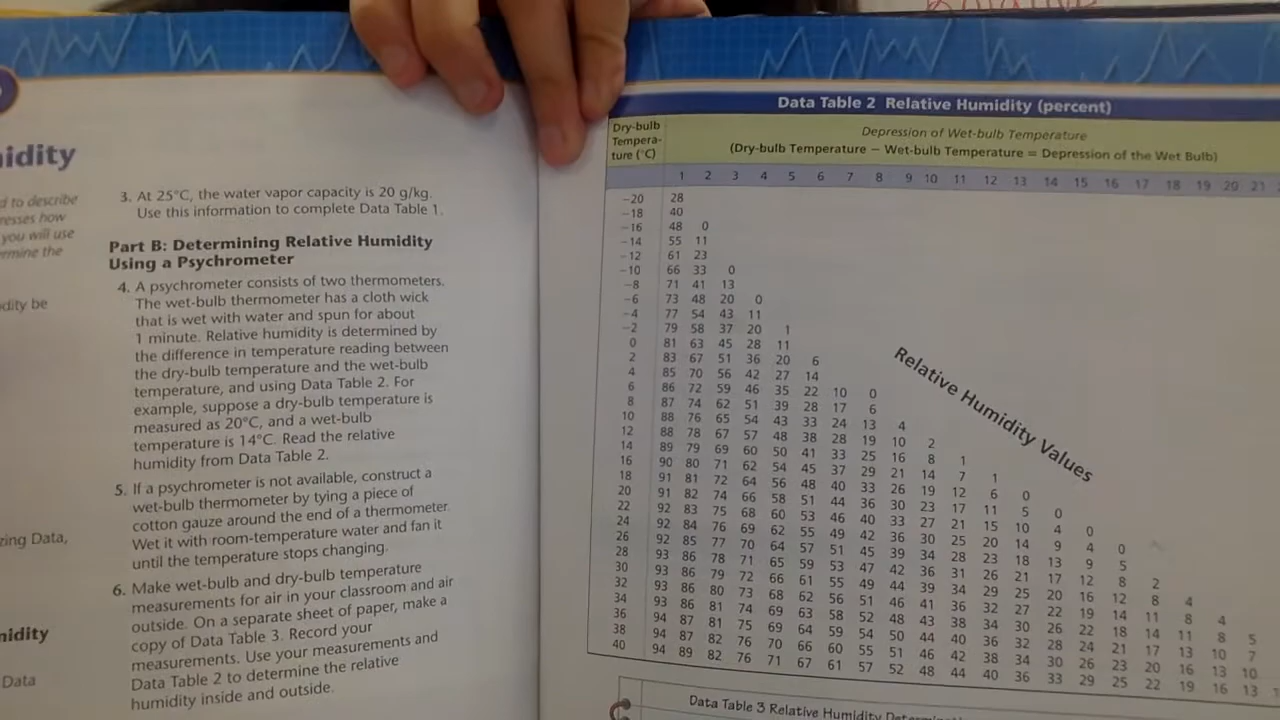 idity
d to describe
resses how
you will use
ermine the
idity be
zing Data,
nidity
Data
3. At 25°C, the water vapor capacity is 20 g/kg.
Use this information to complete Data Table 1.
Part B: Determining Relative Humidity
Using a Psychrometer
4. A psychrometer consists of two thermometers.
The wet-bulb thermometer has a cloth wick
that is wet with water and spun for about
1 minute. Relative humidity is determined by
the difference in temperature reading between
the dry-bulb temperature and the wet-bulb
temperature, and using Data Table 2. For
example, suppose a dry-bulb temperature is
measured as 20°C, and a wet-bulb
temperature is 14°C. Read the relative
humidity from Data Table 2.
5. If a psychrometer is not available, construct a
wet-bulb thermometer by tying a piece of
cotton gauze around the end of a thermometer.
Wet it with room-temperature water and fan it
until the temperature stops changing.
6. Make wet-bulb and dry-bulb temperature
measurements for air in your classroom and air
outside. On a separate sheet of paper, make a
copy of Data Table 3. Record your
measurements. Use your measurements and
Data Table 2 to determine the relative
humidity inside and outside.
Data Table 2 Relative Humidity (percent)
Dry-bulb
Tempera-
ture (°C)
Depression of Wet-bulb Temperature
(Dry-bulb Temperature − Wet-bulb Temperature = Depression of the Wet Bulb)
1 2 3 4 5 6 7 8 9 10 11 12 13 14 15 16 17 18 19 20 21
−20 28
−18 40
−16 48 0
−14 55 11
−12 61 23
−10 66 33 0
−8 71 41 13
−6 73 48 20 0
−4 77 54 43 11
−2 79 58 37 20 1
0 81 63 45 28 11
2 83 67 51 36 20 6
4 85 70 56 42 27 14
6 86 72 59 46 35 22 10 0
8 87 74 62 51 39 28 17 6
10 88 76 65 54 43 33 24 13 4
12 88 78 67 57 48 38 28 19 10 2
14 89 79 69 60 50 41 33 25 16 8 1
16 90 80 71 62 54 45 37 29 21 14 7 1
18 91 81 72 64 56 48 40 33 26 19 12 6 0
20 91 82 74 66 58 51 44 36 30 23 17 11 5 0
22 92 83 75 68 60 53 46 40 33 27 21 15 10 4 0
24 92 84 76 69 62 55 49 42 36 30 25 20 14 9 4 0
26 92 85 77 70 64 57 51 45 39 34 28 23 18 13 9 5
28 93 86 78 71 65 59 53 47 42 36 31 26 21 17 12 8 2
30 93 86 79 72 66 61 55 49 44 39 34 29 25 20 16 12 8 4
32 93 86 80 73 68 62 56 51 46 41 36 32 27 22 19 14 11 8 4
34 93 86 81 74 69 63 58 52 48 43 38 34 30 26 22 18 14 11 8 5
36 94 87 81 75 69 64 59 54 50 44 40 36 32 28 24 21 17 13 10 7
38 94 87 82 76 70 66 60 55 51 46 42 38 34 30 26 23 20 16 13 10
40 94 89 82 76 71 67 61 57 52 48 44 40 36 33 29 25 22 19 16 13
Relative Humidity Values
Data Table 3 Relative Humidity